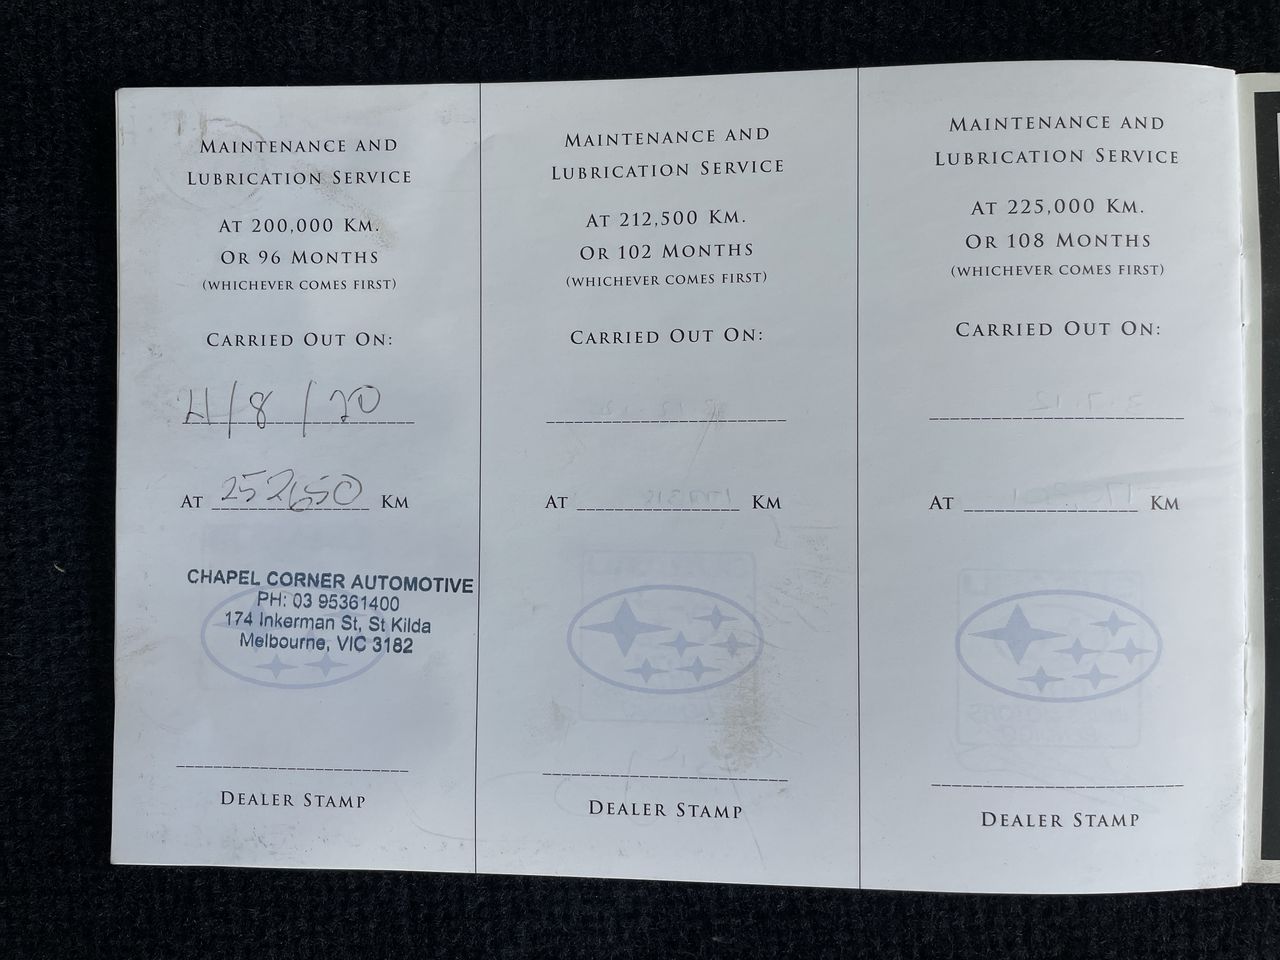 MAINTENANCE AND
LUBRICATION SERVICE
AT 200,000 KM.
OR 96 MONTHS
(WHICHEVER COMES FIRST)
CARRIED OUT ON:
21/8/20
AT 252650 KM
CHAPEL CORNER AUTOMOTIVE
PH: 03 95361400
174 Inkerman St, St Kilda
Melbourne, VIC 3182
DEALER STAMP
MAINTENANCE AND
LUBRICATION SERVICE
AT 212,500 KM.
OR 102 MONTHS
(WHICHEVER COMES FIRST)
CARRIED OUT ON:
AT KM
DEALER STAMP
MAINTENANCE AND
LUBRICATION SERVICE
AT 225,000 KM.
OR 108 MONTHS
(WHICHEVER COMES FIRST)
CARRIED OUT ON:
AT KM
DEALER STAMP